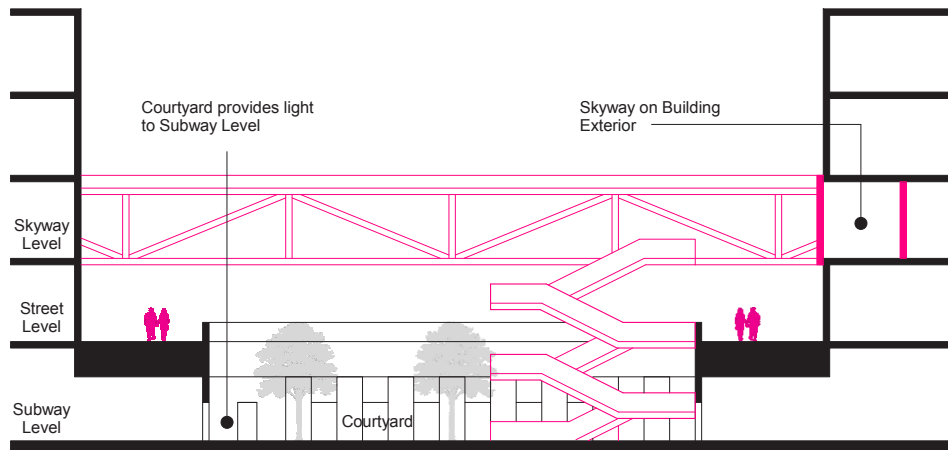 Courtyard provides light
to Subway Level
Skyway on Building
Exterior
Skyway
Level
Street
Level
Subway
Level
Courtyard